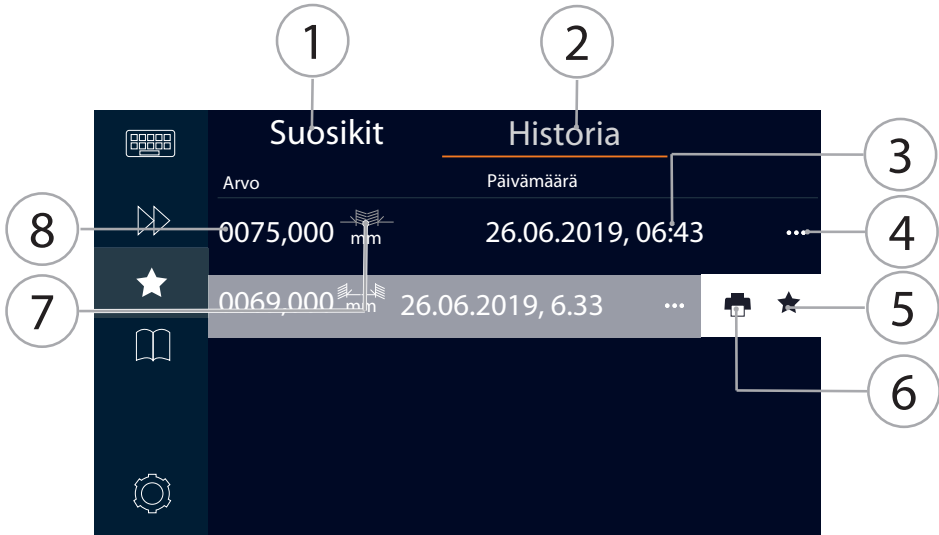 1 2
Suosikit Historia
3
Arvo Päivämäärä
8 0075,000 mm 26.06.2019, 06:43 ... 4
7 0069,000 mm 26.06.2019, 6.33 ... 5
6